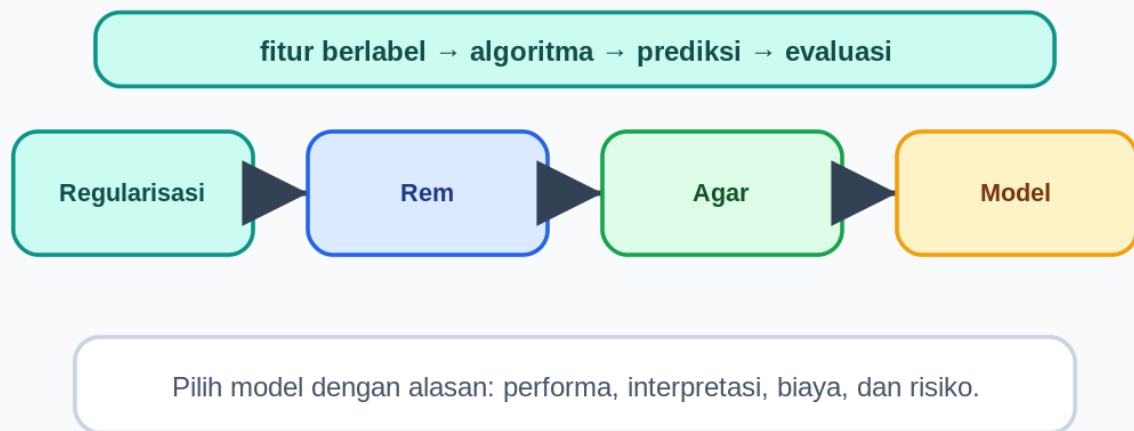 fitur berlabel → algoritma → prediksi → evaluasi
Regularisasi
Rem
Agar
Model
Pilih model dengan alasan: performa, interpretasi, biaya, dan risiko.